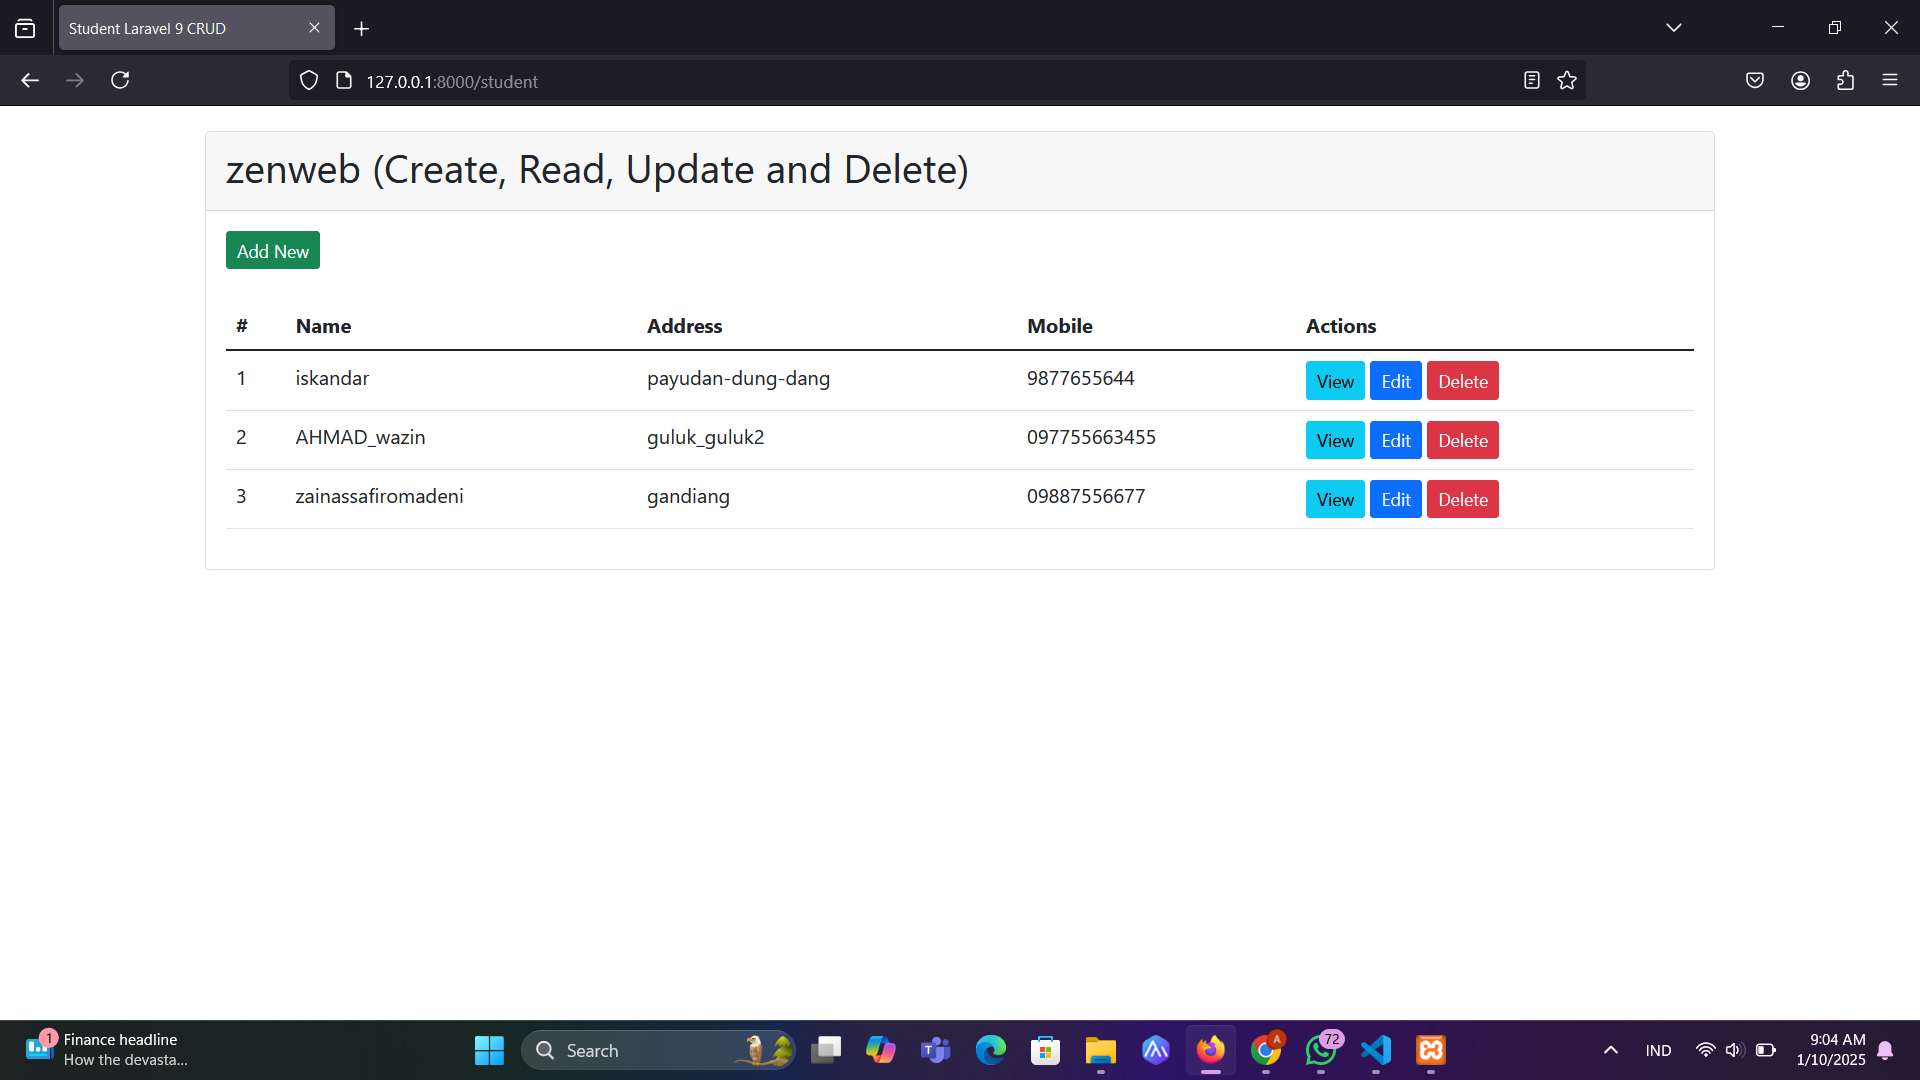 Student Laravel 9 CRUD
127.0.0.1:8000/student
zenweb (Create, Read, Update and Delete)
Add New
# Name Address Mobile Actions
1 iskandar payudan-dung-dang 9877655644 View Edit Delete
2 AHMAD_wazin guluk_guluk2 097755663455 View Edit Delete
3 zainassafiromadeni gandiang 09887556677 View Edit Delete
1
Finance headline
How the devasta...
Search
T
A
72
IND
9:04 AM
1/10/2025